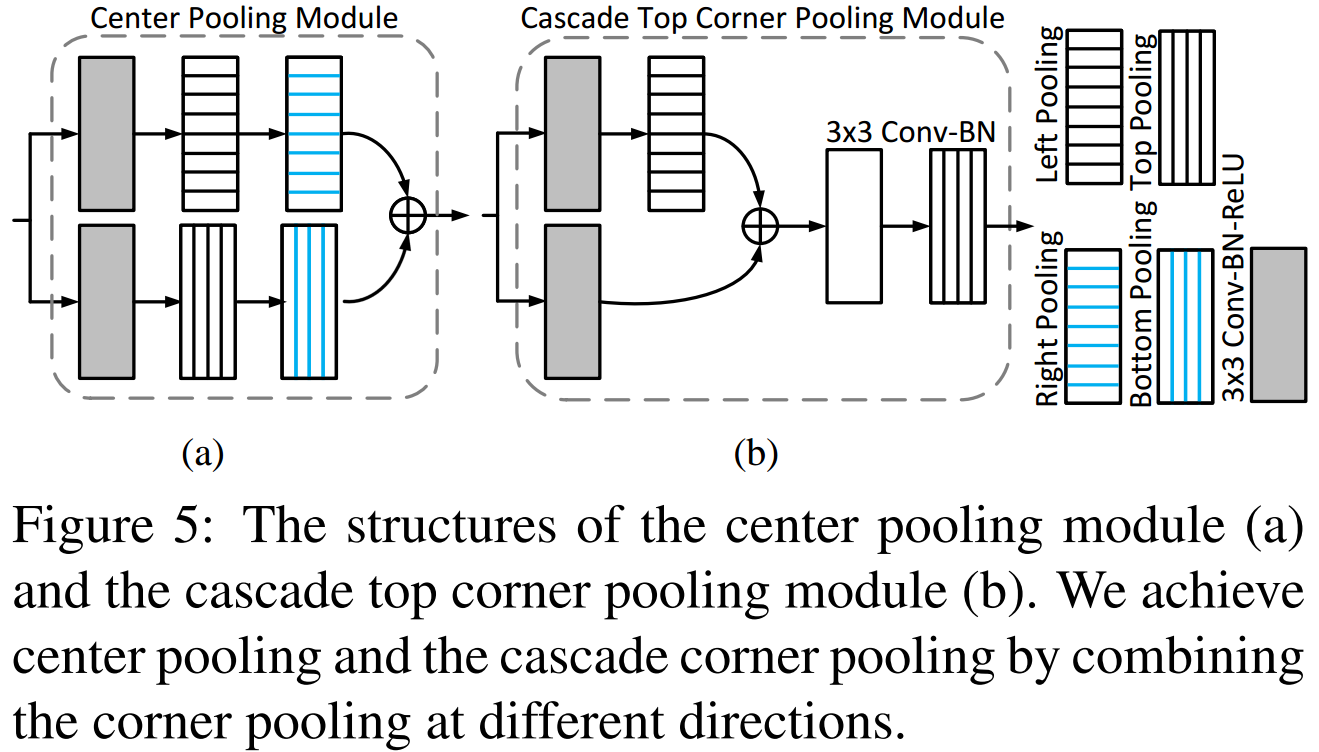 Center Pooling Module
Cascade Top Corner Pooling Module
3x3 Conv-BN
Left Pooling
Top Pooling
Right Pooling
Bottom Pooling
3x3 Conv-BN-ReLU
(a)
(b)
Figure 5: The structures of the center pooling module (a)
and the cascade top corner pooling module (b). We achieve
center pooling and the cascade corner pooling by combining
the corner pooling at different directions.